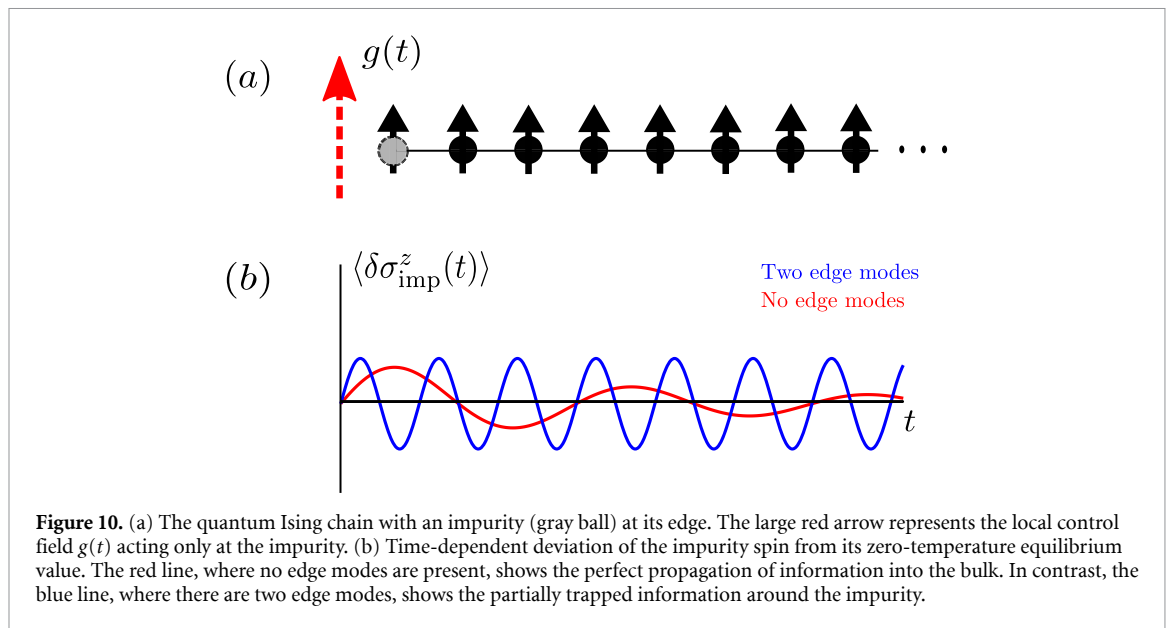 (a)
g(t)
· · ·
(b)
⟨δσ^z_imp(t)⟩
Two edge modes
No edge modes
t
Figure 10. (a) The quantum Ising chain with an impurity (gray ball) at its edge. The large red arrow represents the local control
field g(t) acting only at the impurity. (b) Time-dependent deviation of the impurity spin from its zero-temperature equilibrium
value. The red line, where no edge modes are present, shows the perfect propagation of information into the bulk. In contrast, the
blue line, where there are two edge modes, shows the partially trapped information around the impurity.